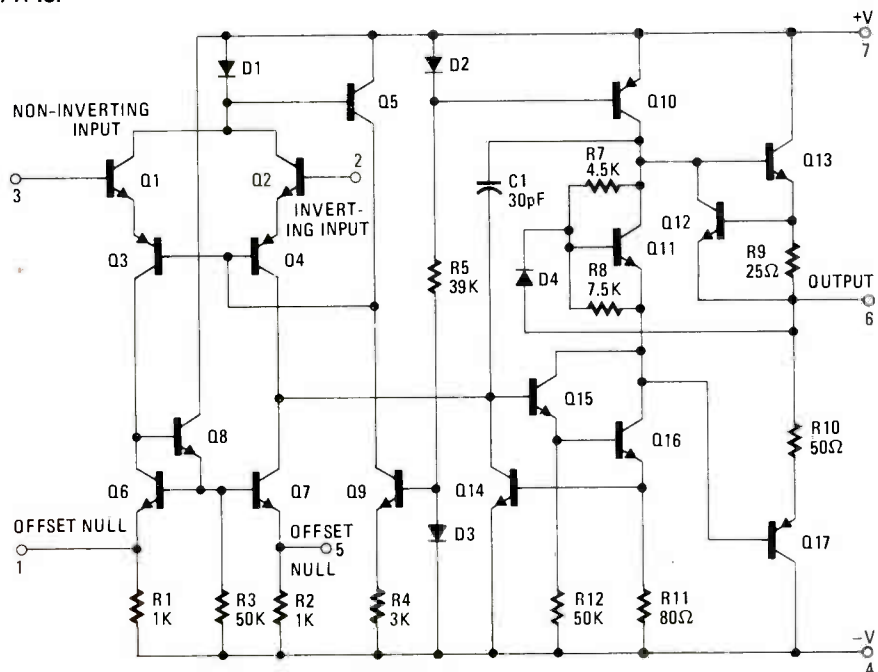 +V
7
D1
D2
Q5
Q10
NON-INVERTING
INPUT
3
Q1
Q2
2
INVERT-
ING INPUT
C1
30pF
R7
4.5K
Q13
Q12
Q3
Q4
Q11
R9
25Ω
R5
39K
D4
R8
7.5K
OUTPUT
6
Q15
Q8
Q16
R10
50Ω
Q6
Q7
Q9
Q14
Q17
OFFSET NULL
1
OFFSET
5
NULL
D3
R1
1K
R3
50K
R2
1K
R4
3K
R12
50K
R11
80Ω
-V
4